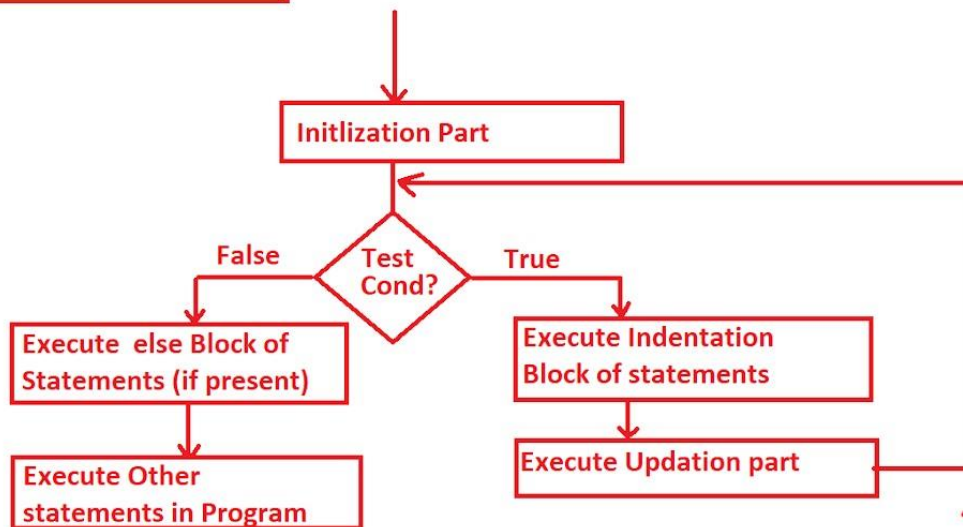 Initlization Part
False
Test
Cond?
True
Execute else Block of
Statements (if present)
Execute Indentation
Block of statements
Execute Updation part
Execute Other
statements in Program